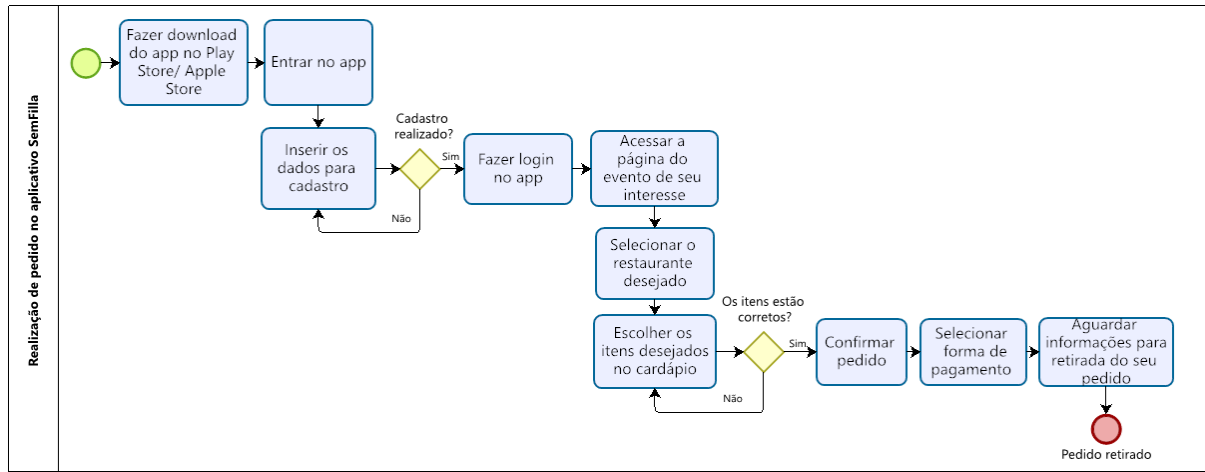 Realização de pedido no aplicativo SemFilla
Fazer download
do app no Play
Store/ Apple
Store
Entrar no app
Inserir os
dados para
cadastro
Cadastro
realizado?
Sim
Não
Fazer login
no app
Acessar a
página do
evento de seu
interesse
Selecionar o
restaurante
desejado
Escolher os
itens desejados
no cardápio
Os itens estão
corretos?
Sim
Não
Confirmar
pedido
Selecionar
forma de
pagamento
Aguardar
informações para
retirada do seu
pedido
Pedido retirado